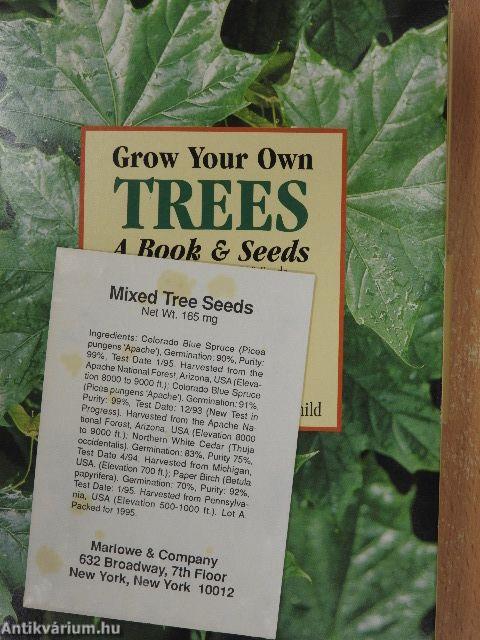 Grow Your Own
TREES
A Book & Seeds
Mixed Tree Seeds
Net Wt. 165 mg
Ingredients: Colorado Blue Spruce (Picea
pungens 'Apache'), Germination: 90%, Purity:
99%, Test Date 1/95. Harvested from the
Apache National Forest, Arizona, USA (Eleva-
tion 8000 to 9000 ft.); Colorado Blue Spruce
(Picea pungens 'Apache'). Germination: 91%,
Purity: 99%, Test Date: 12/93 (New Test in
Progress). Harvested from the Apache Na-
tional Forest, Arizona, USA (Elevation 8000
to 9000 ft.); Northern White Cedar (Thuja
occidentalis). Germination: 83%, Purity 75%,
Test Date 4/94. Harvested from Michigan,
USA. (Elevation 700 ft.); Paper Birch (Betula
papyrifera). Germination: 70%, Purity: 92%,
Test Date: 1/95. Harvested from Pennsylva-
nia, USA (Elevation 500-1000 ft.). Lot A.
Packed for 1995.
hild
Marlowe & Company
632 Broadway, 7th Floor
New York, New York 10012
Antikvárium.hu